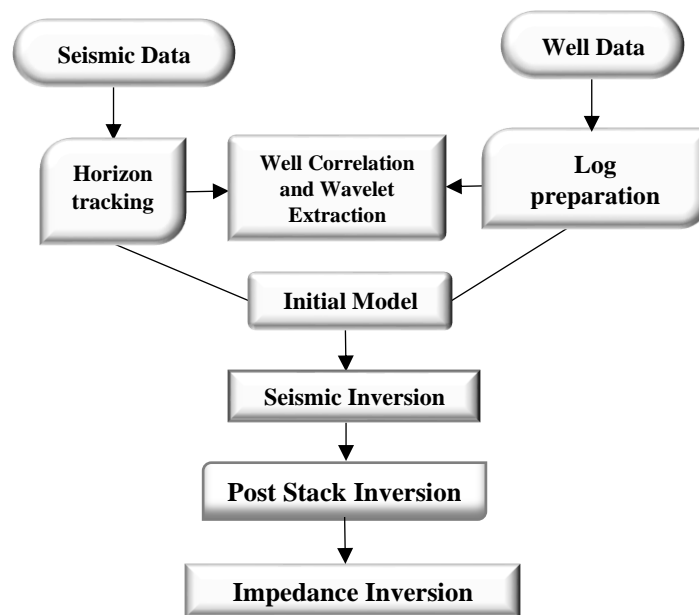 Seismic Data
Well Data
Horizon
tracking
Well Correlation
and Wavelet
Extraction
Log
preparation
Initial Model
Seismic Inversion
Post Stack Inversion
Impedance Inversion